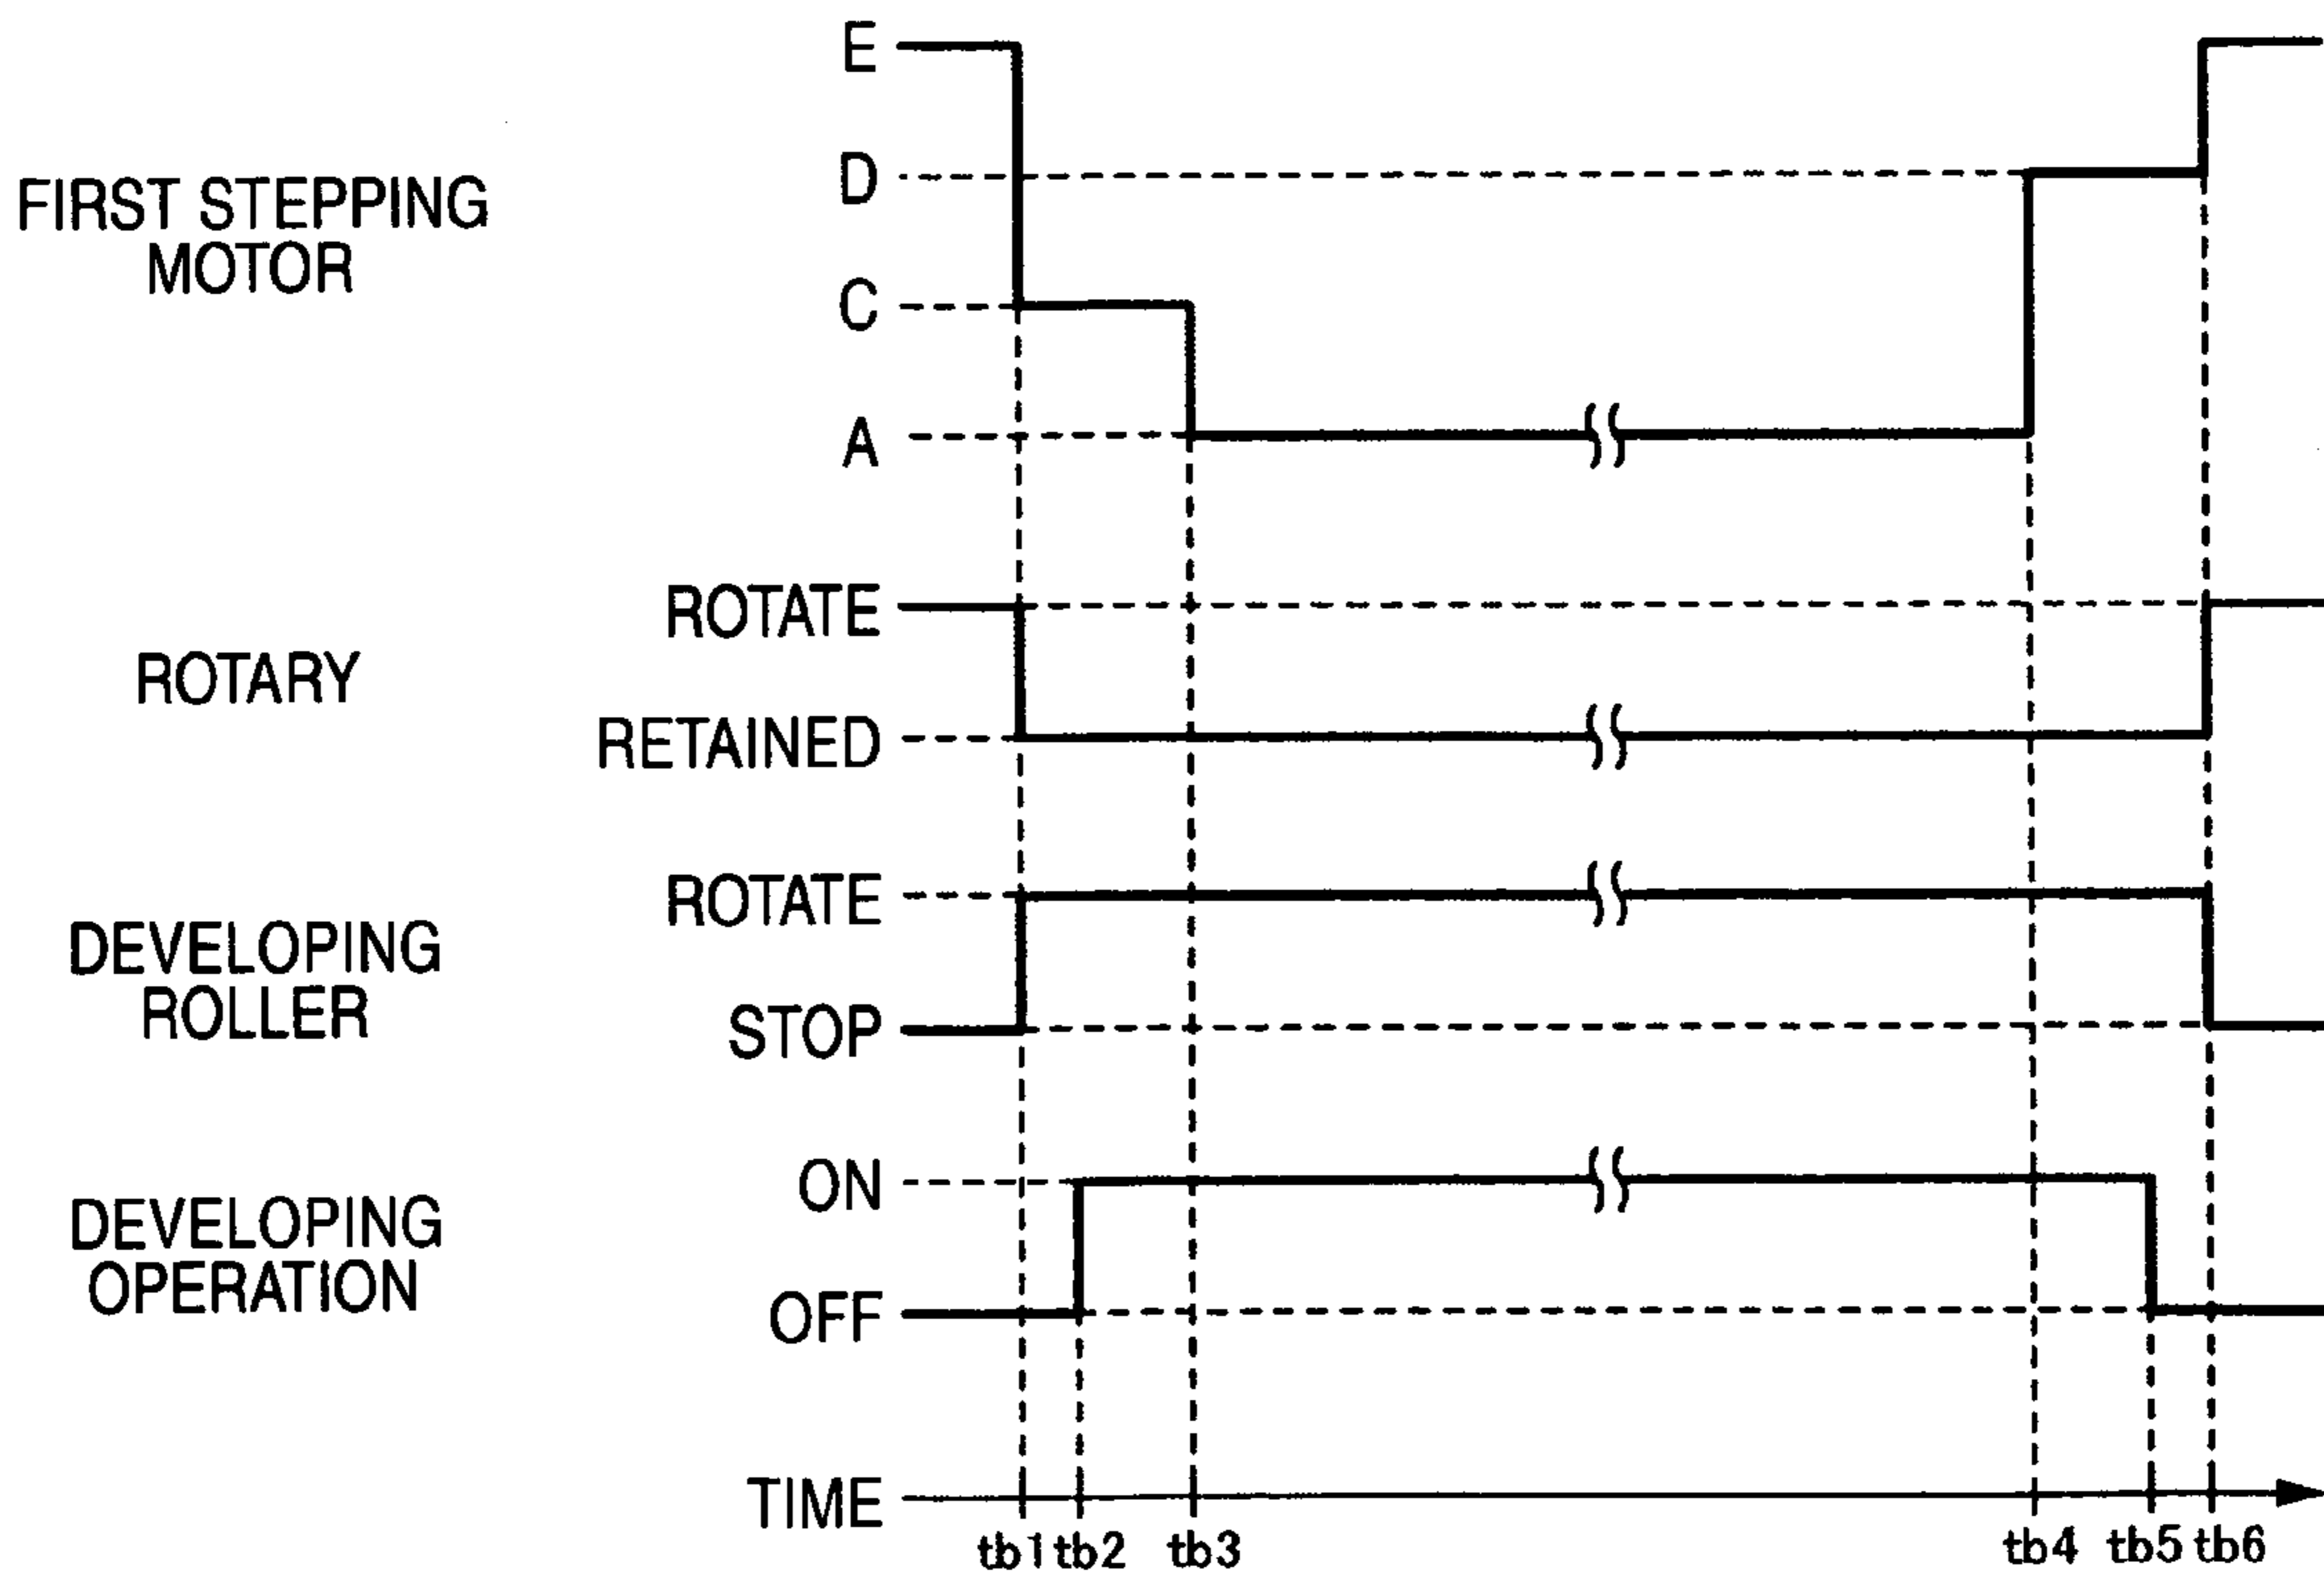 E
D
FIRST STEPPING
MOTOR
C
A
ROTATE
ROTARY
RETAINED
ROTATE
DEVELOPING
ROLLER
STOP
ON
DEVELOPING
OPERATION
OFF
TIME
tb1 tb2 tb3 tb4 tb5 tb6